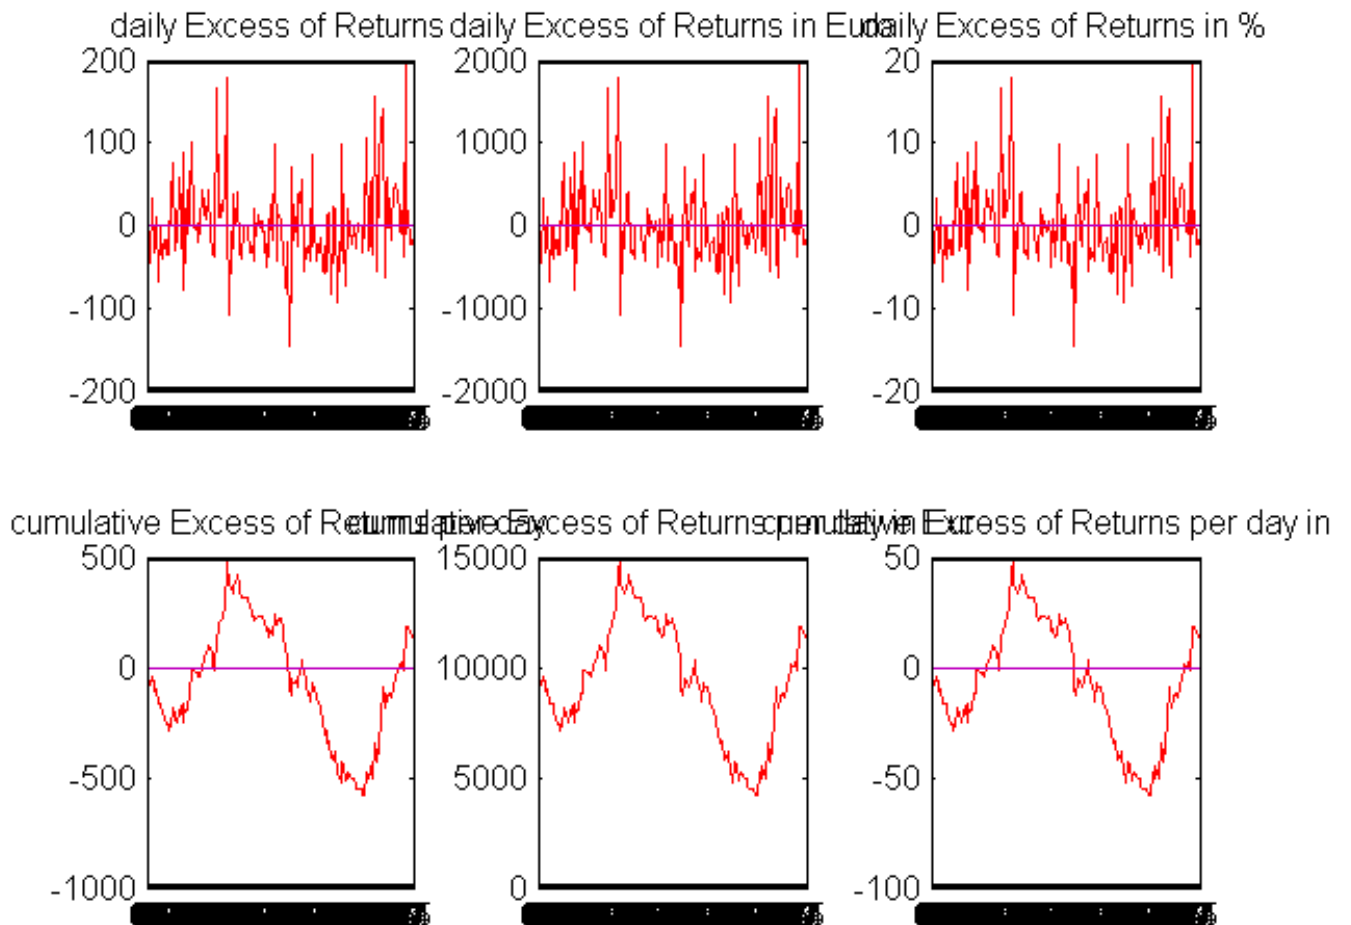 daily Excess of Returns daily Excess of Returns in Euro daily Excess of Returns in %
200 2000 20
100 1000 10
0 0 0
-100 -1000 -10
-200 -2000 -20
cumulative Excess of Returns per day cumulative Excess of Returns per day in Eur cumulative Excess of Returns per day in
500 15000 50
0 10000 0
-500 5000 -50
-1000 0 -100